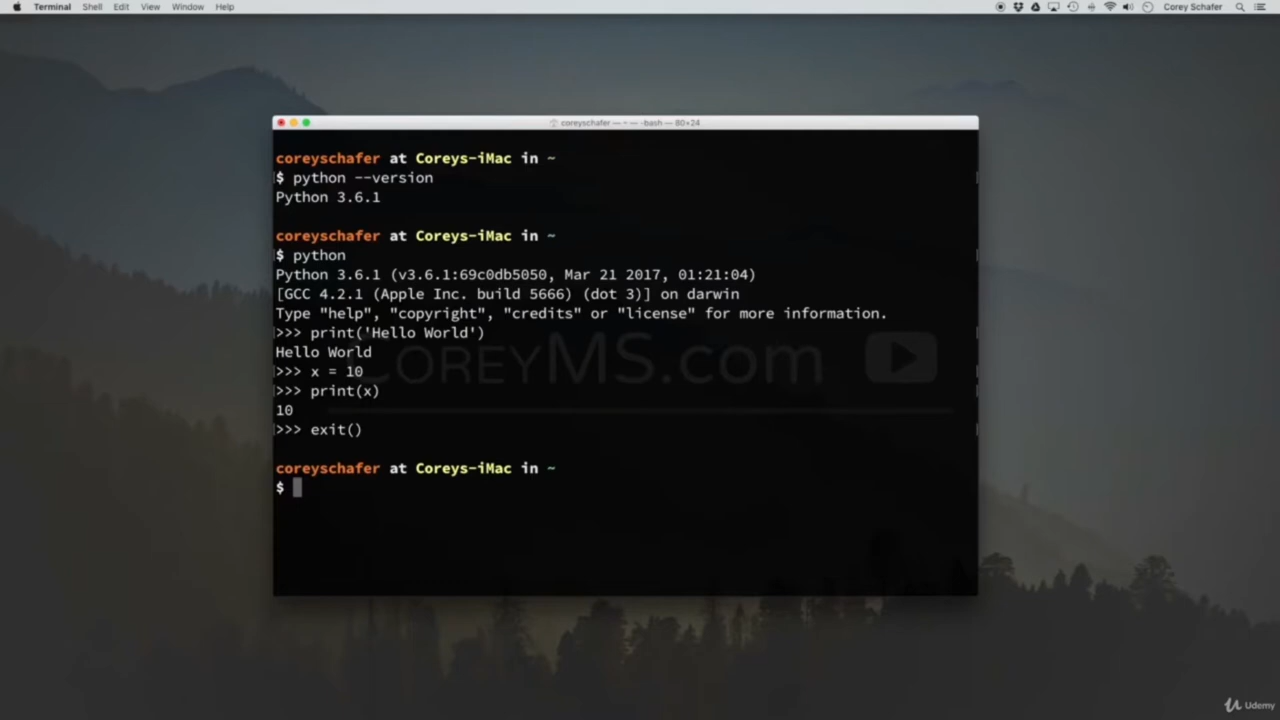 Terminal Shell Edit View Window Help Corey Schafer
coreyschafer — ~ — -bash — 80×24
coreyschafer at Coreys-iMac in ~
$ python --version
Python 3.6.1
coreyschafer at Coreys-iMac in ~
$ python
Python 3.6.1 (v3.6.1:69c0db5050, Mar 21 2017, 01:21:04)
[GCC 4.2.1 (Apple Inc. build 5666) (dot 3)] on darwin
Type "help", "copyright", "credits" or "license" for more information.
>>> print('Hello World')
Hello World
>>> x = 10
>>> print(x)
10
>>> exit()
CoreyMS.com
coreyschafer at Coreys-iMac in ~
$
Udemy